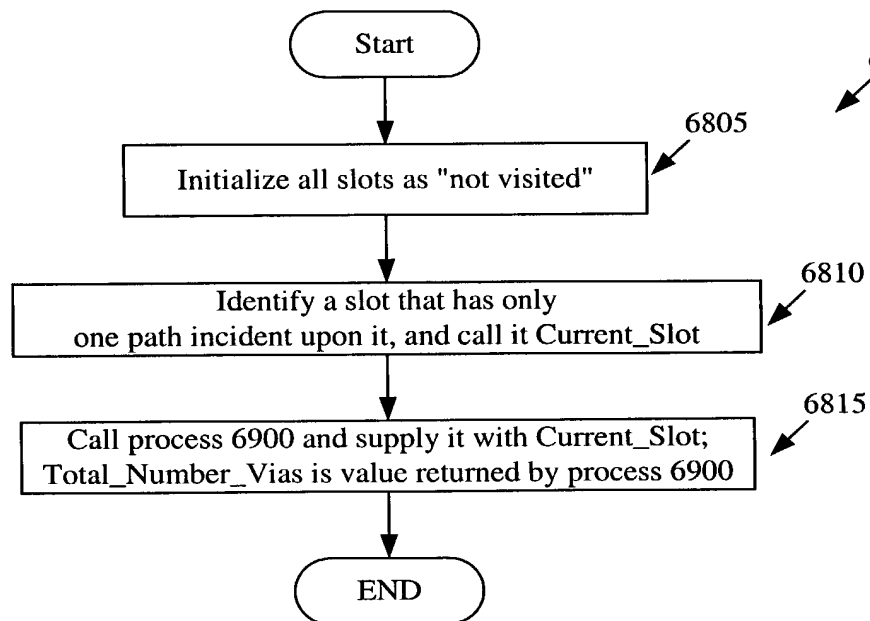 Start
6805
Initialize all slots as "not visited"
6810
Identify a slot that has only
one path incident upon it, and call it Current_Slot
6815
Call process 6900 and supply it with Current_Slot;
Total_Number_Vias is value returned by process 6900
END